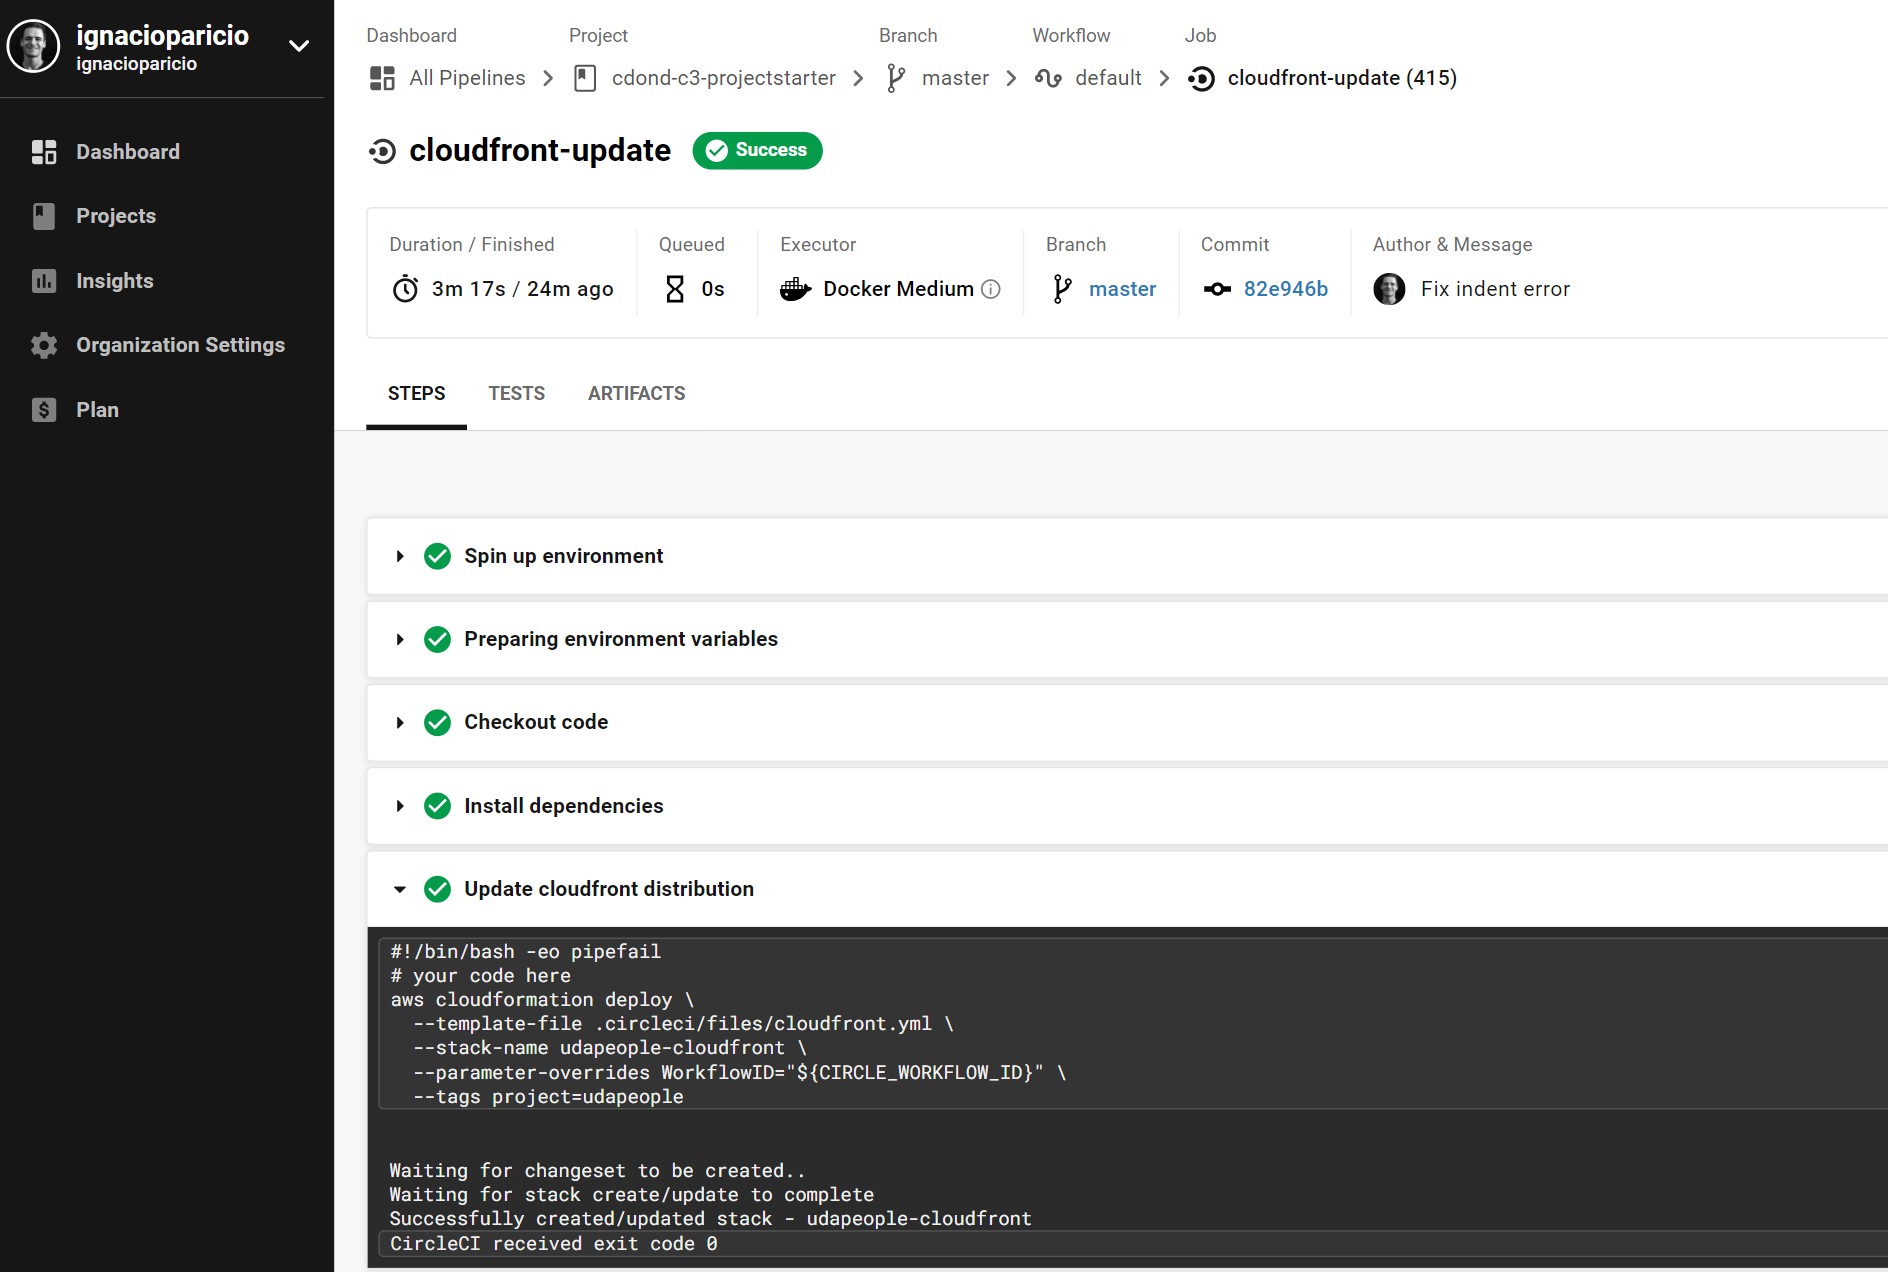 ignacioparicio
ignacioparicio
Dashboard
Projects
Insights
Organization Settings
Plan
Dashboard Project Branch Workflow Job
All Pipelines cdond-c3-projectstarter master default cloudfront-update (415)
cloudfront-update Success
Duration / Finished Queued Executor Branch Commit Author & Message
3m 17s / 24m ago 0s Docker Medium master 82e946b Fix indent error
STEPS TESTS ARTIFACTS
Spin up environment
Preparing environment variables
Checkout code
Install dependencies
Update cloudfront distribution
#!/bin/bash -eo pipefail
# your code here
aws cloudformation deploy \
  --template-file .circleci/files/cloudfront.yml \
  --stack-name udapeople-cloudfront \
  --parameter-overrides WorkflowID="${CIRCLE_WORKFLOW_ID}" \
  --tags project=udapeople
Waiting for changeset to be created..
Waiting for stack create/update to complete
Successfully created/updated stack - udapeople-cloudfront
CircleCI received exit code 0